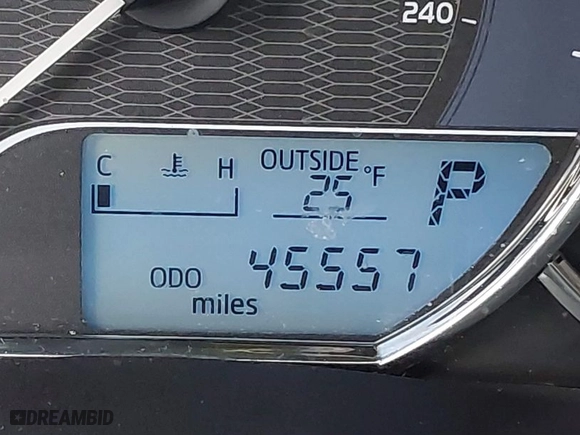 240
C H OUTSIDE
25 °F P
45557
ODO
miles
DREAMBID